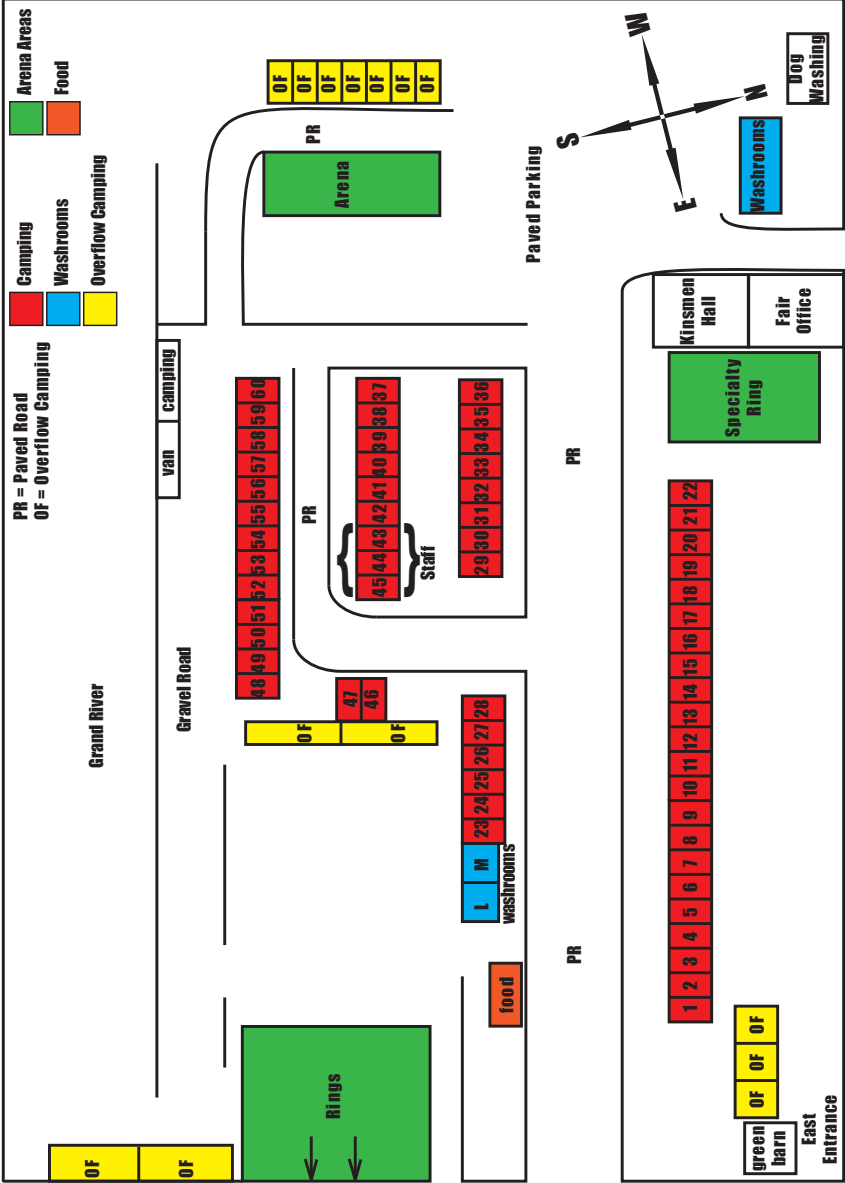 PR = Paved Road
OF = Overflow Camping
Camping
Washrooms
Overflow Camping
Arena Areas
Food
Grand River
OF
OF
van
camping
Gravel Road
48 49 50 51 52 53 54 55 56 57 58 59 60
OF
OF
OF
OF
OF
OF
OF
PR
PR
Arena
Rings
OF
OF
47
46
45 44 43 42 41 40 39 38 37
Staff
L M
washrooms
23 24 25 26 27 28
29 30 31 32 33 34 35 36
food
Paved Parking
S
W
E
N
PR
PR
1 2 3 4 5 6 7 8 9 10 11 12 13 14 15 16 17 18 19 20 21 22
Specialty
Ring
Kinsmen
Hall
Fair
Office
Washrooms
Dog
Washing
OF OF OF
green
barn
East
Entrance